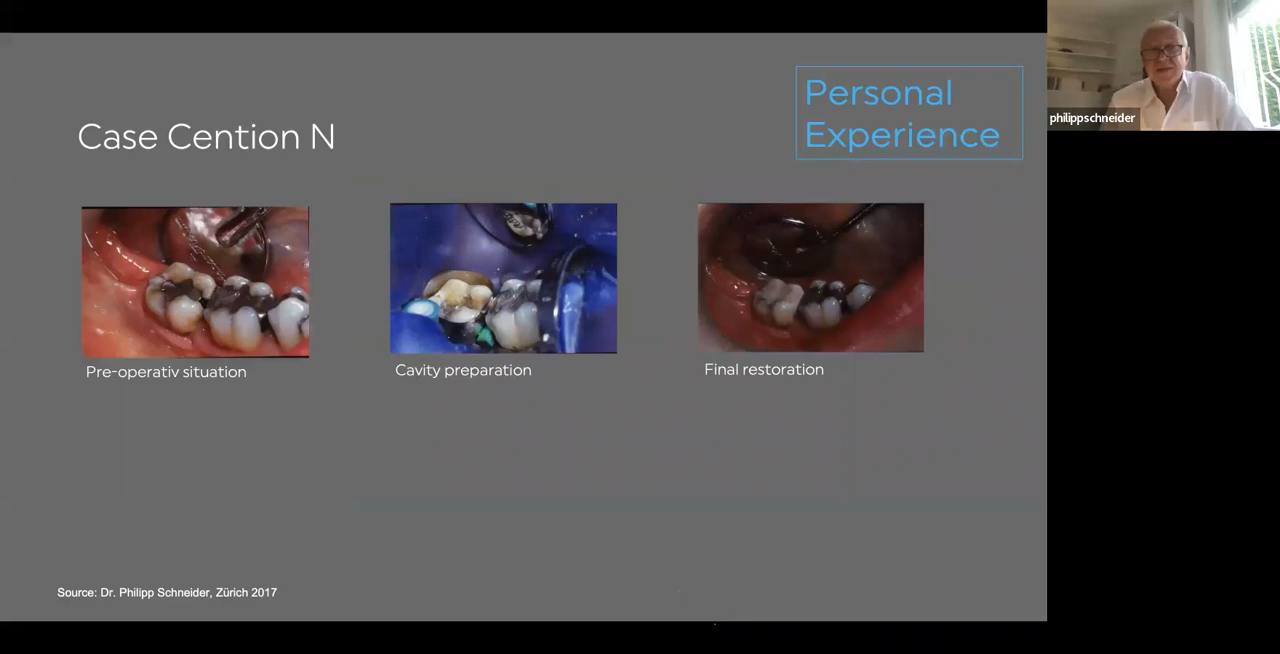 Personal
Experience
philippschneider
Case Cention N
Pre-operativ situation
Cavity preparation
Final restoration
Source: Dr. Philipp Schneider, Zürich 2017